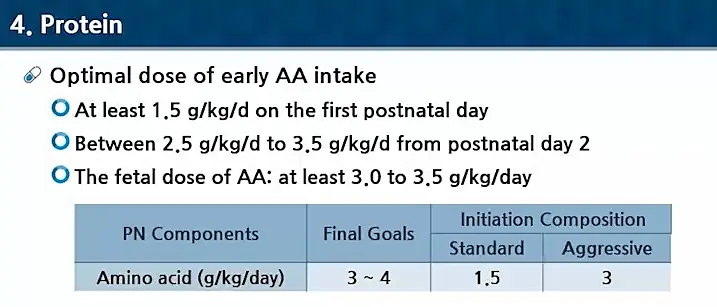 4. Protein
Optimal dose of early AA intake
At least 1.5 g/kg/d on the first postnatal day
Between 2.5 g/kg/d to 3.5 g/kg/d from postnatal day 2
The fetal dose of AA: at least 3.0 to 3.5 g/kg/day
PN Components Final Goals Initiation Composition
Standard Aggressive
Amino acid (g/kg/day) 3 ~ 4 1.5 3